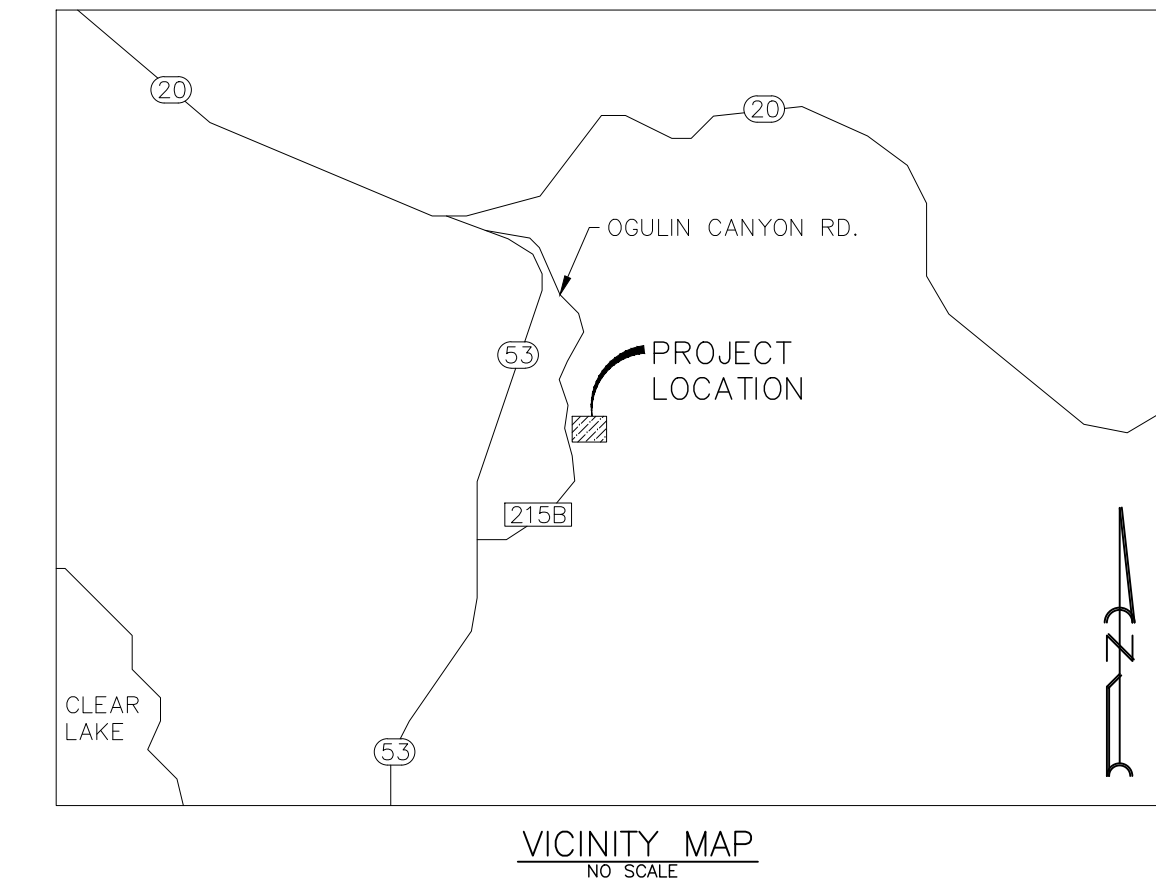 20
20
OGULIN CANYON RD.
53
PROJECT
LOCATION
215B
N
CLEAR
LAKE
53
VICINITY MAP
NO SCALE